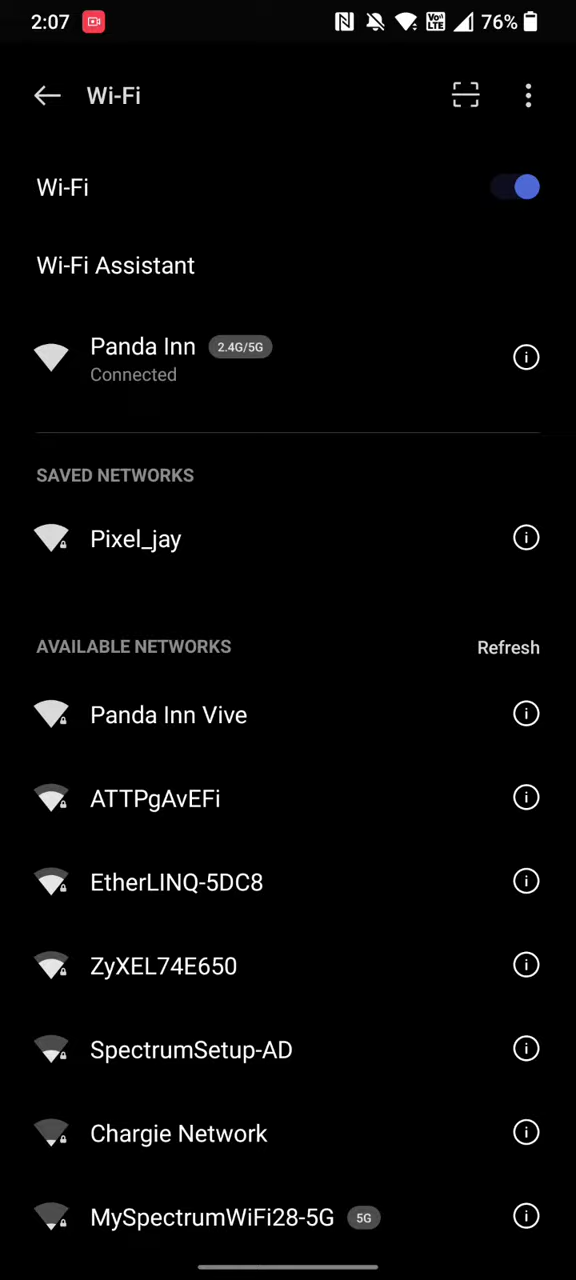 2:07 VoLTE 76%
Wi-Fi
Wi-Fi
Wi-Fi Assistant
Panda Inn 2.4G/5G
Connected
SAVED NETWORKS
Pixel_jay
AVAILABLE NETWORKS Refresh
Panda Inn Vive
ATTPgAvEFi
EtherLINQ-5DC8
ZyXEL74E650
SpectrumSetup-AD
Chargie Network
MySpectrumWiFi28-5G 5G